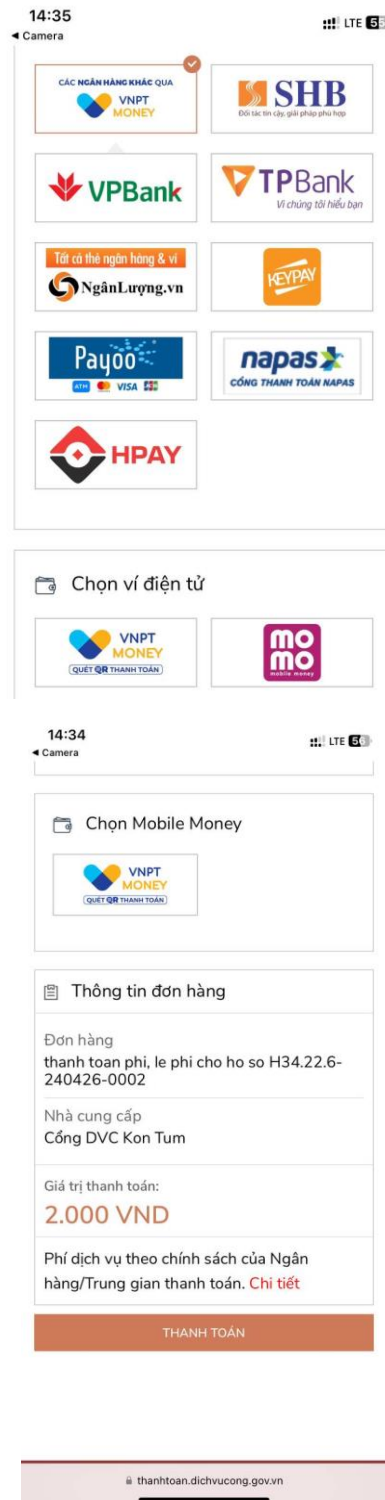 14:35
LTE 55
◀ Camera
CÁC NGÂN HÀNG KHÁC QUA
VNPT
MONEY
SHB
Đối tác tin cậy, giải pháp phù hợp
VPBank
TPBank
Vì chúng tôi hiểu bạn
Tất cả thẻ ngân hàng & ví
NgânLượng.vn
KEYPAY
Payoo
ATM VISA JCB
napas
CỔNG THANH TOÁN NAPAS
HPAY
Chọn ví điện tử
VNPT
MONEY
QUÉT QR THANH TOÁN
mo
mo
mobile money
14:34
LTE 56
◀ Camera
Chọn Mobile Money
VNPT
MONEY
QUÉT QR THANH TOÁN
Thông tin đơn hàng
Đơn hàng
thanh toan phi, le phi cho ho so H34.22.6-
240426-0002
Nhà cung cấp
Cổng DVC Kon Tum
Giá trị thanh toán:
2.000 VND
Phí dịch vụ theo chính sách của Ngân
hàng/Trung gian thanh toán. Chi tiết
THANH TOÁN
thanhtoan.dichvucong.gov.vn